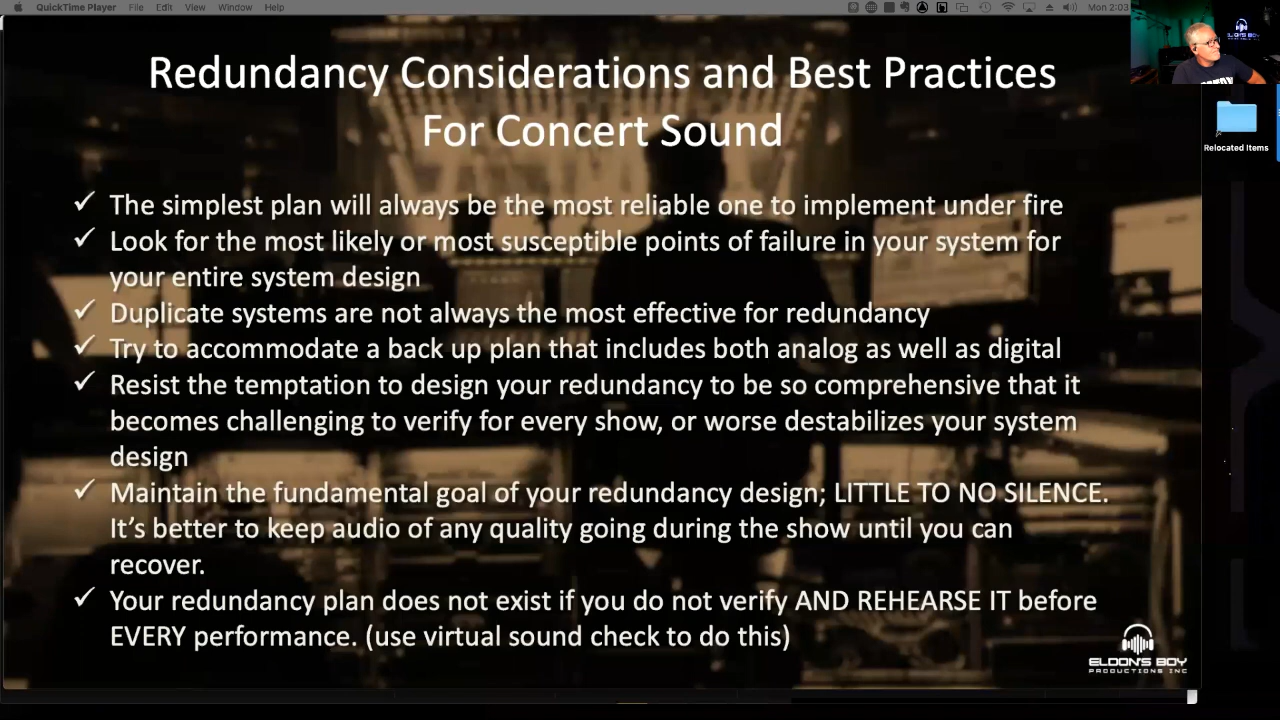 QuickTime Player File Edit View Window Help Mon 2:03
Redundancy Considerations and Best Practices
For Concert Sound
Relocated Items
✓ The simplest plan will always be the most reliable one to implement under fire
✓ Look for the most likely or most susceptible points of failure in your system for
your entire system design
✓ Duplicate systems are not always the most effective for redundancy
✓ Try to accommodate a back up plan that includes both analog as well as digital
✓ Resist the temptation to design your redundancy to be so comprehensive that it
becomes challenging to verify for every show, or worse destabilizes your system
design
✓ Maintain the fundamental goal of your redundancy design; LITTLE TO NO SILENCE.
It’s better to keep audio of any quality going during the show until you can
recover.
✓ Your redundancy plan does not exist if you do not verify AND REHEARSE IT before
EVERY performance. (use virtual sound check to do this)
ELDON'S BOY
PRODUCTIONS INC